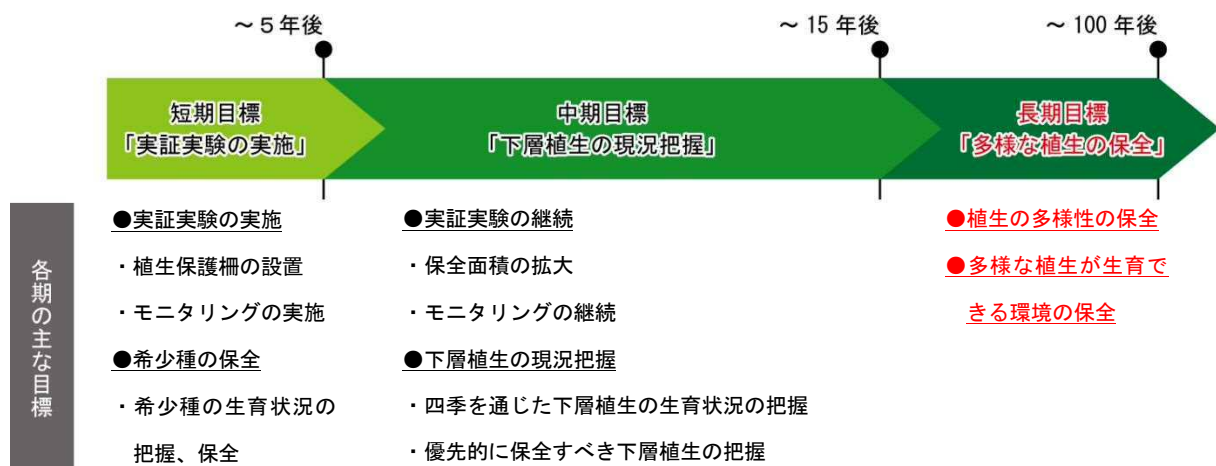 ～５年後
～15 年後
～100 年後
短期目標
「実証実験の実施」
中期目標
「下層植生の現況把握」
長期目標
「多様な植生の保全」
各期の主な目標
●実証実験の実施
・植生保護柵の設置
・モニタリングの実施
●希少種の保全
・希少種の生育状況の
把握、保全
●実証実験の継続
・保全面積の拡大
・モニタリングの継続
●下層植生の現況把握
・四季を通じた下層植生の生育状況の把握
・優先的に保全すべき下層植生の把握
●植生の多様性の保全
●多様な植生が生育で
きる環境の保全